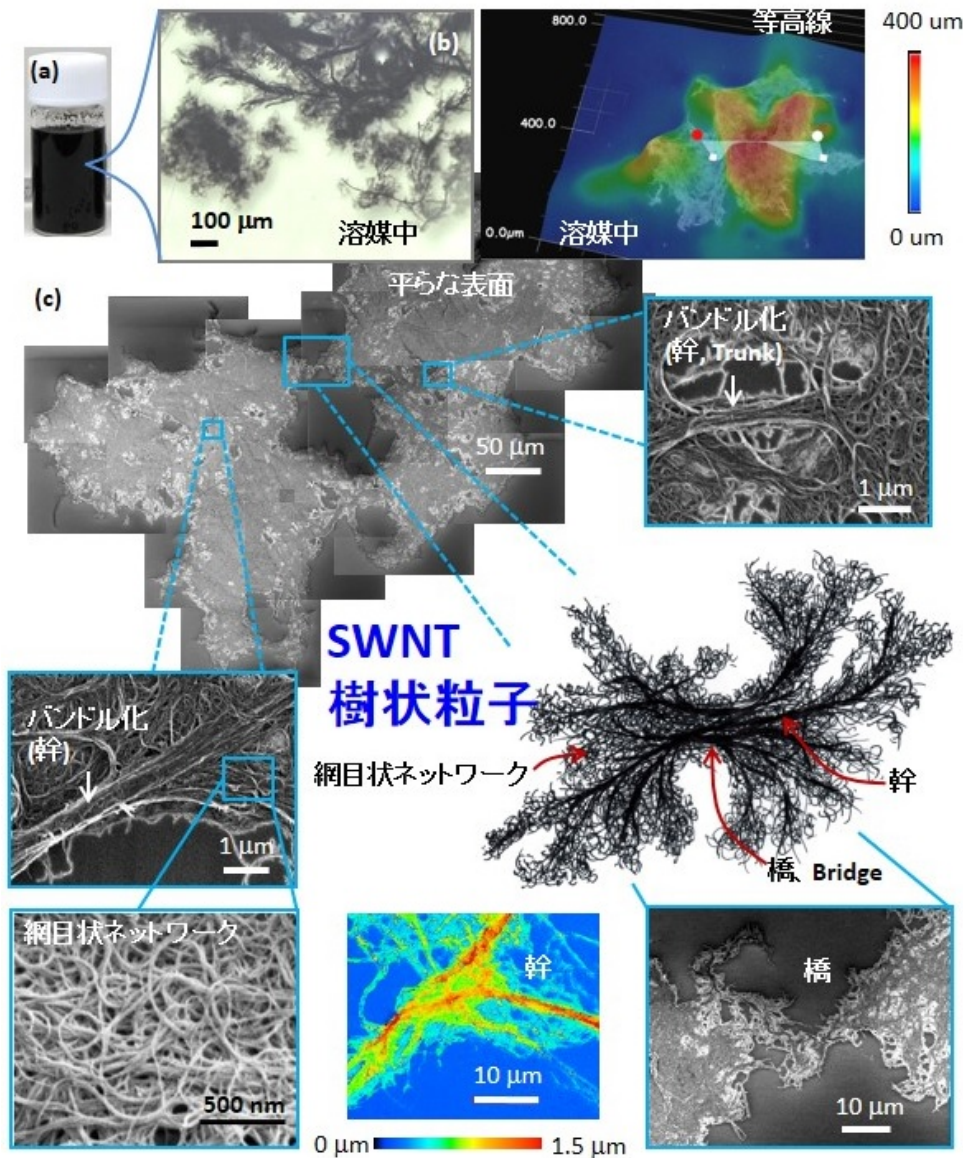 (a)
(b)
100 µm
溶媒中
等高線
800.0
400.0
0.0µm
溶媒中
400 um
0 um
(c)
平らな表面
50 µm
バンドル化
(幹, Trunk)
1 µm
SWNT
樹状粒子
バンドル化
(幹)
1 µm
網目状ネットワーク
幹
橋、Bridge
網目状ネットワーク
500 nm
幹
10 µm
0 µm
1.5 µm
橋
10 µm